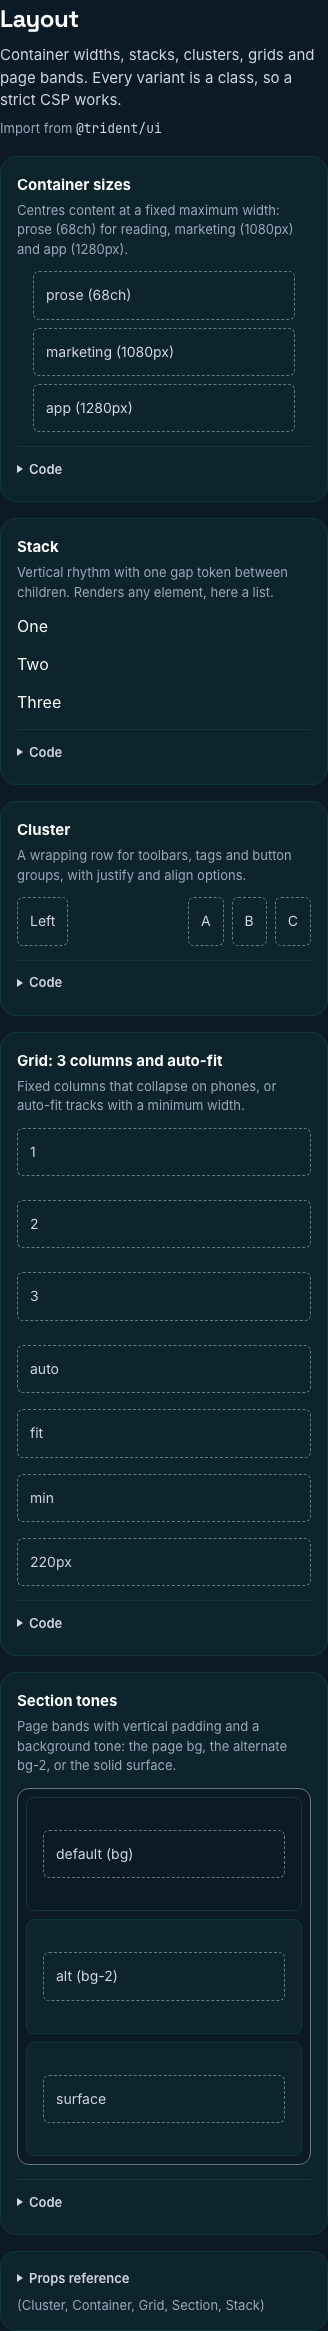 Layout
Container widths, stacks, clusters, grids and
page bands. Every variant is a class, so a
strict CSP works.
Import from @trident/ui
Container sizes
Centres content at a fixed maximum width:
prose (68ch) for reading, marketing (1080px)
and app (1280px).
prose (68ch)
marketing (1080px)
app (1280px)
Code
Stack
Vertical rhythm with one gap token between
children. Renders any element, here a list.
One
Two
Three
Code
Cluster
A wrapping row for toolbars, tags and button
groups, with justify and align options.
Left A B C
Code
Grid: 3 columns and auto-fit
Fixed columns that collapse on phones, or
auto-fit tracks with a minimum width.
1
2
3
auto
fit
min
220px
Code
Section tones
Page bands with vertical padding and a
background tone: the page bg, the alternate
bg-2, or the solid surface.
default (bg)
alt (bg-2)
surface
Code
Props reference
(Cluster, Container, Grid, Section, Stack)